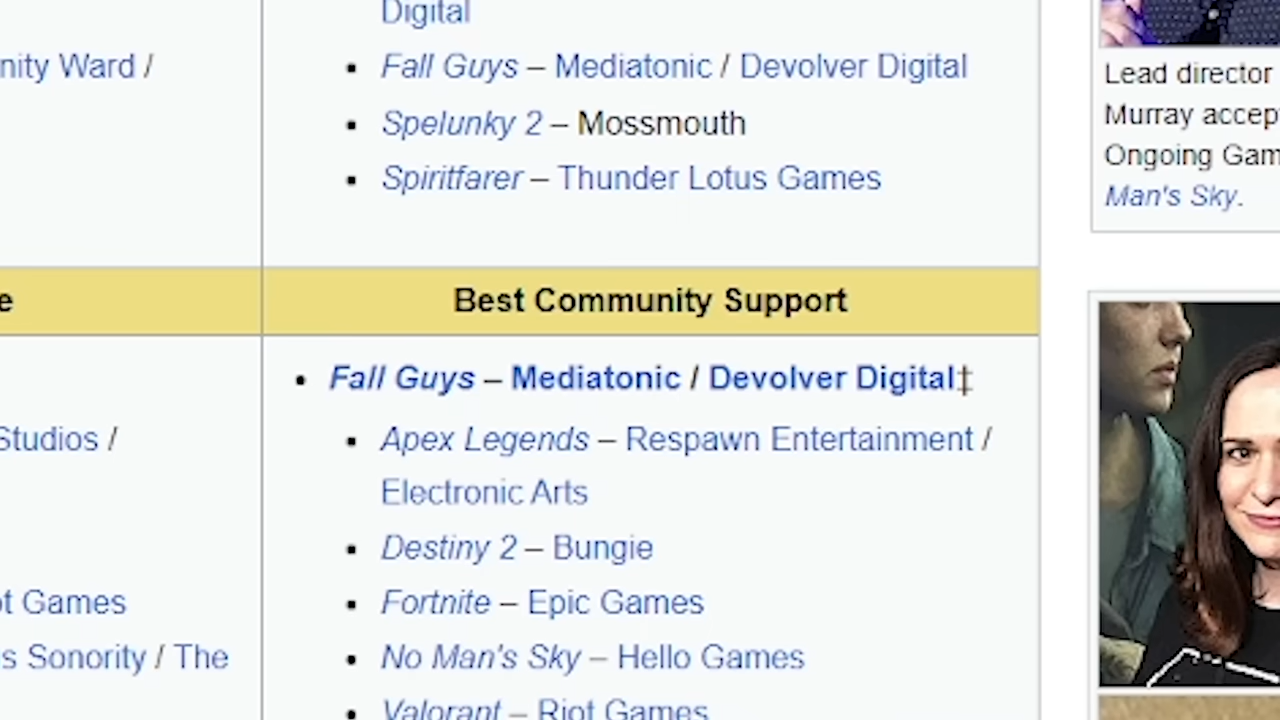 Digital
nity Ward /
Fall Guys – Mediatonic / Devolver Digital
Spelunky 2 – Mossmouth
Spiritfarer – Thunder Lotus Games
e
Best Community Support
Fall Guys – Mediatonic / Devolver Digital‡
Studios /
Apex Legends – Respawn Entertainment /
Electronic Arts
Destiny 2 – Bungie
ot Games
Fortnite – Epic Games
s Sonority / The
No Man's Sky – Hello Games
Valorant – Riot Games
Lead director
Murray accep
Ongoing Gam
Man's Sky.